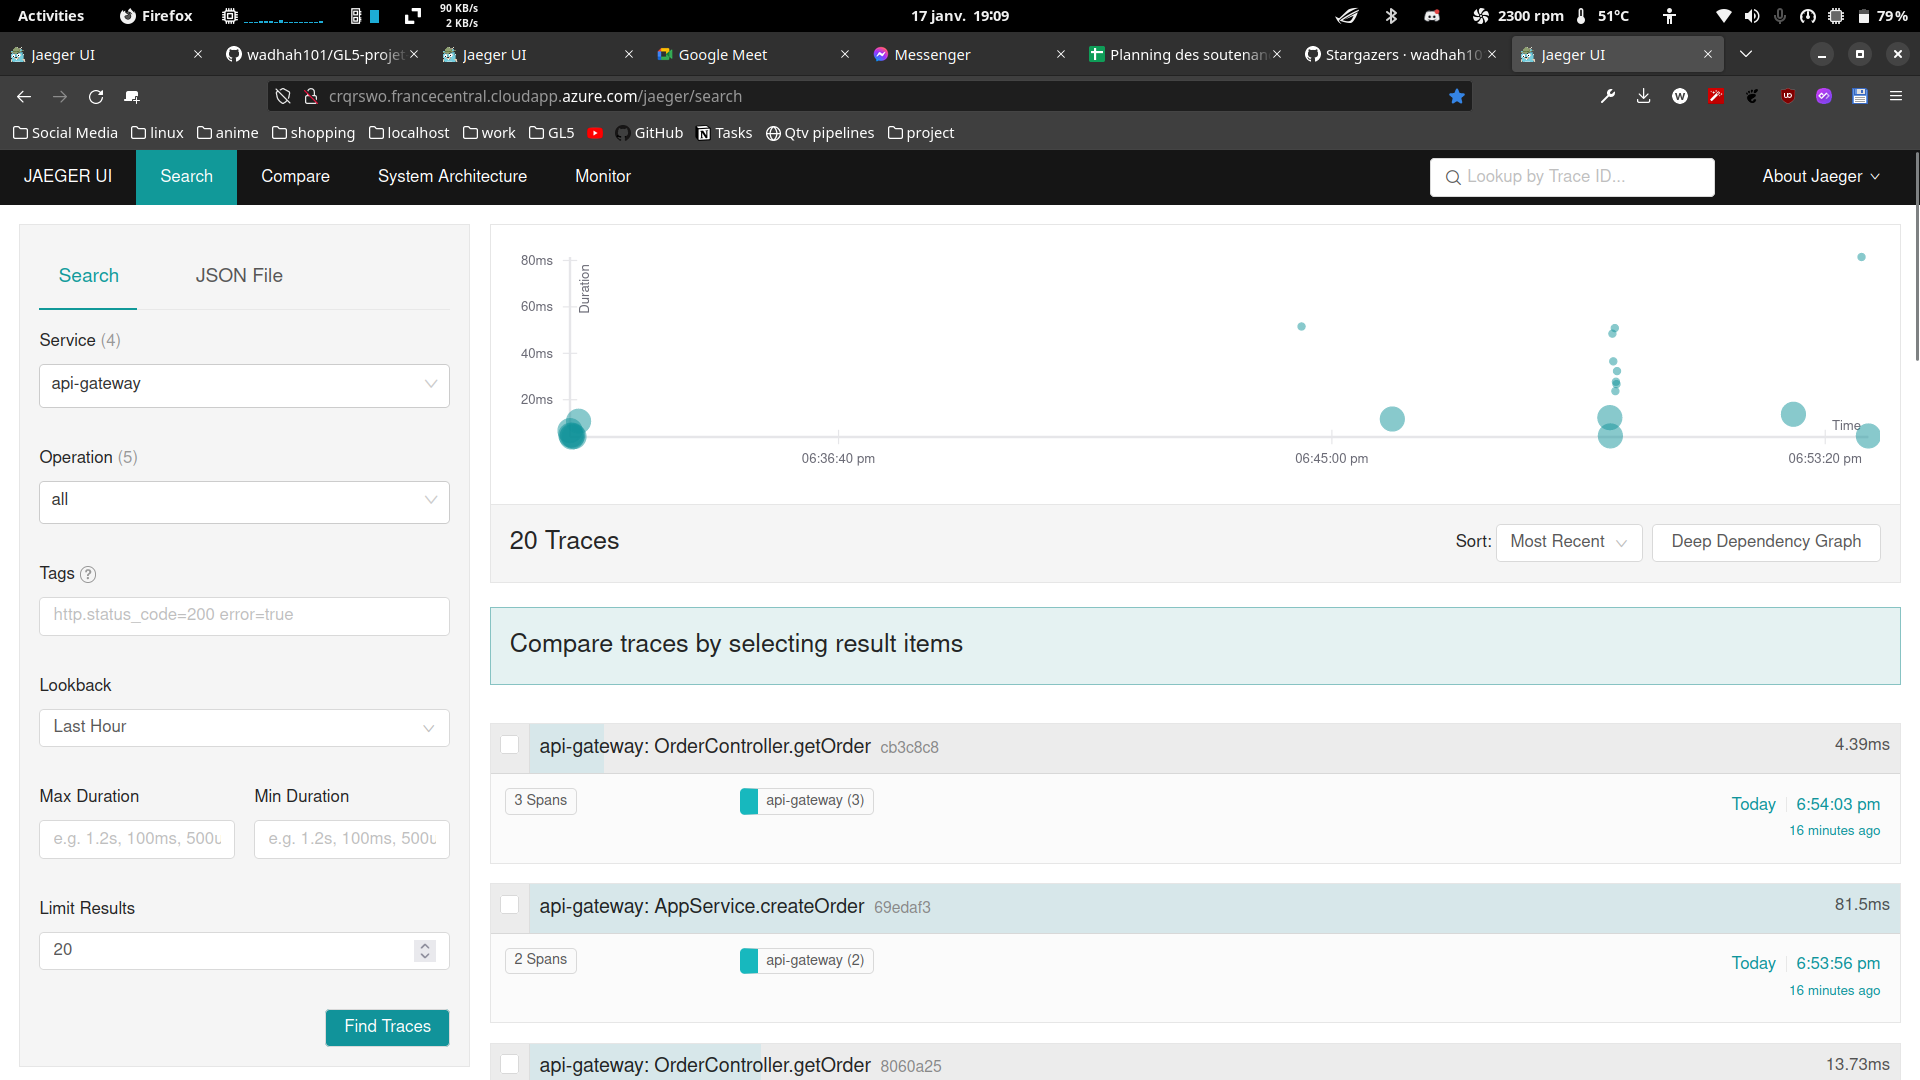 Activities Firefox 90 KB/s 17 janv. 19:09 2300 rpm 51°C 79%
2 KB/s
Jaeger UI wadhah101/GL5-projet Jaeger UI Google Meet Messenger Planning des soutenan Stargazers · wadhah10 Jaeger UI
crqrswo.francecentral.cloudapp.azure.com/jaeger/search
Social Media linux anime shopping localhost work GL5 GitHub Tasks Qtv pipelines project
JAEGER UI Search Compare System Architecture Monitor Lookup by Trace ID... About Jaeger
Search JSON File
Service (4)
api-gateway
Operation (5)
all
Tags ?
http.status_code=200 error=true
Lookback
Last Hour
Max Duration Min Duration
e.g. 1.2s, 100ms, 500u e.g. 1.2s, 100ms, 500u
Limit Results
20
Find Traces
80ms
60ms
40ms
20ms
Duration
Time
06:36:40 pm 06:45:00 pm 06:53:20 pm
20 Traces Sort: Most Recent Deep Dependency Graph
Compare traces by selecting result items
api-gateway: OrderController.getOrder cb3c8c8 4.39ms
3 Spans api-gateway (3) Today 6:54:03 pm
16 minutes ago
api-gateway: AppService.createOrder 69edaf3 81.5ms
2 Spans api-gateway (2) Today 6:53:56 pm
16 minutes ago
api-gateway: OrderController.getOrder 8060a25 13.73ms